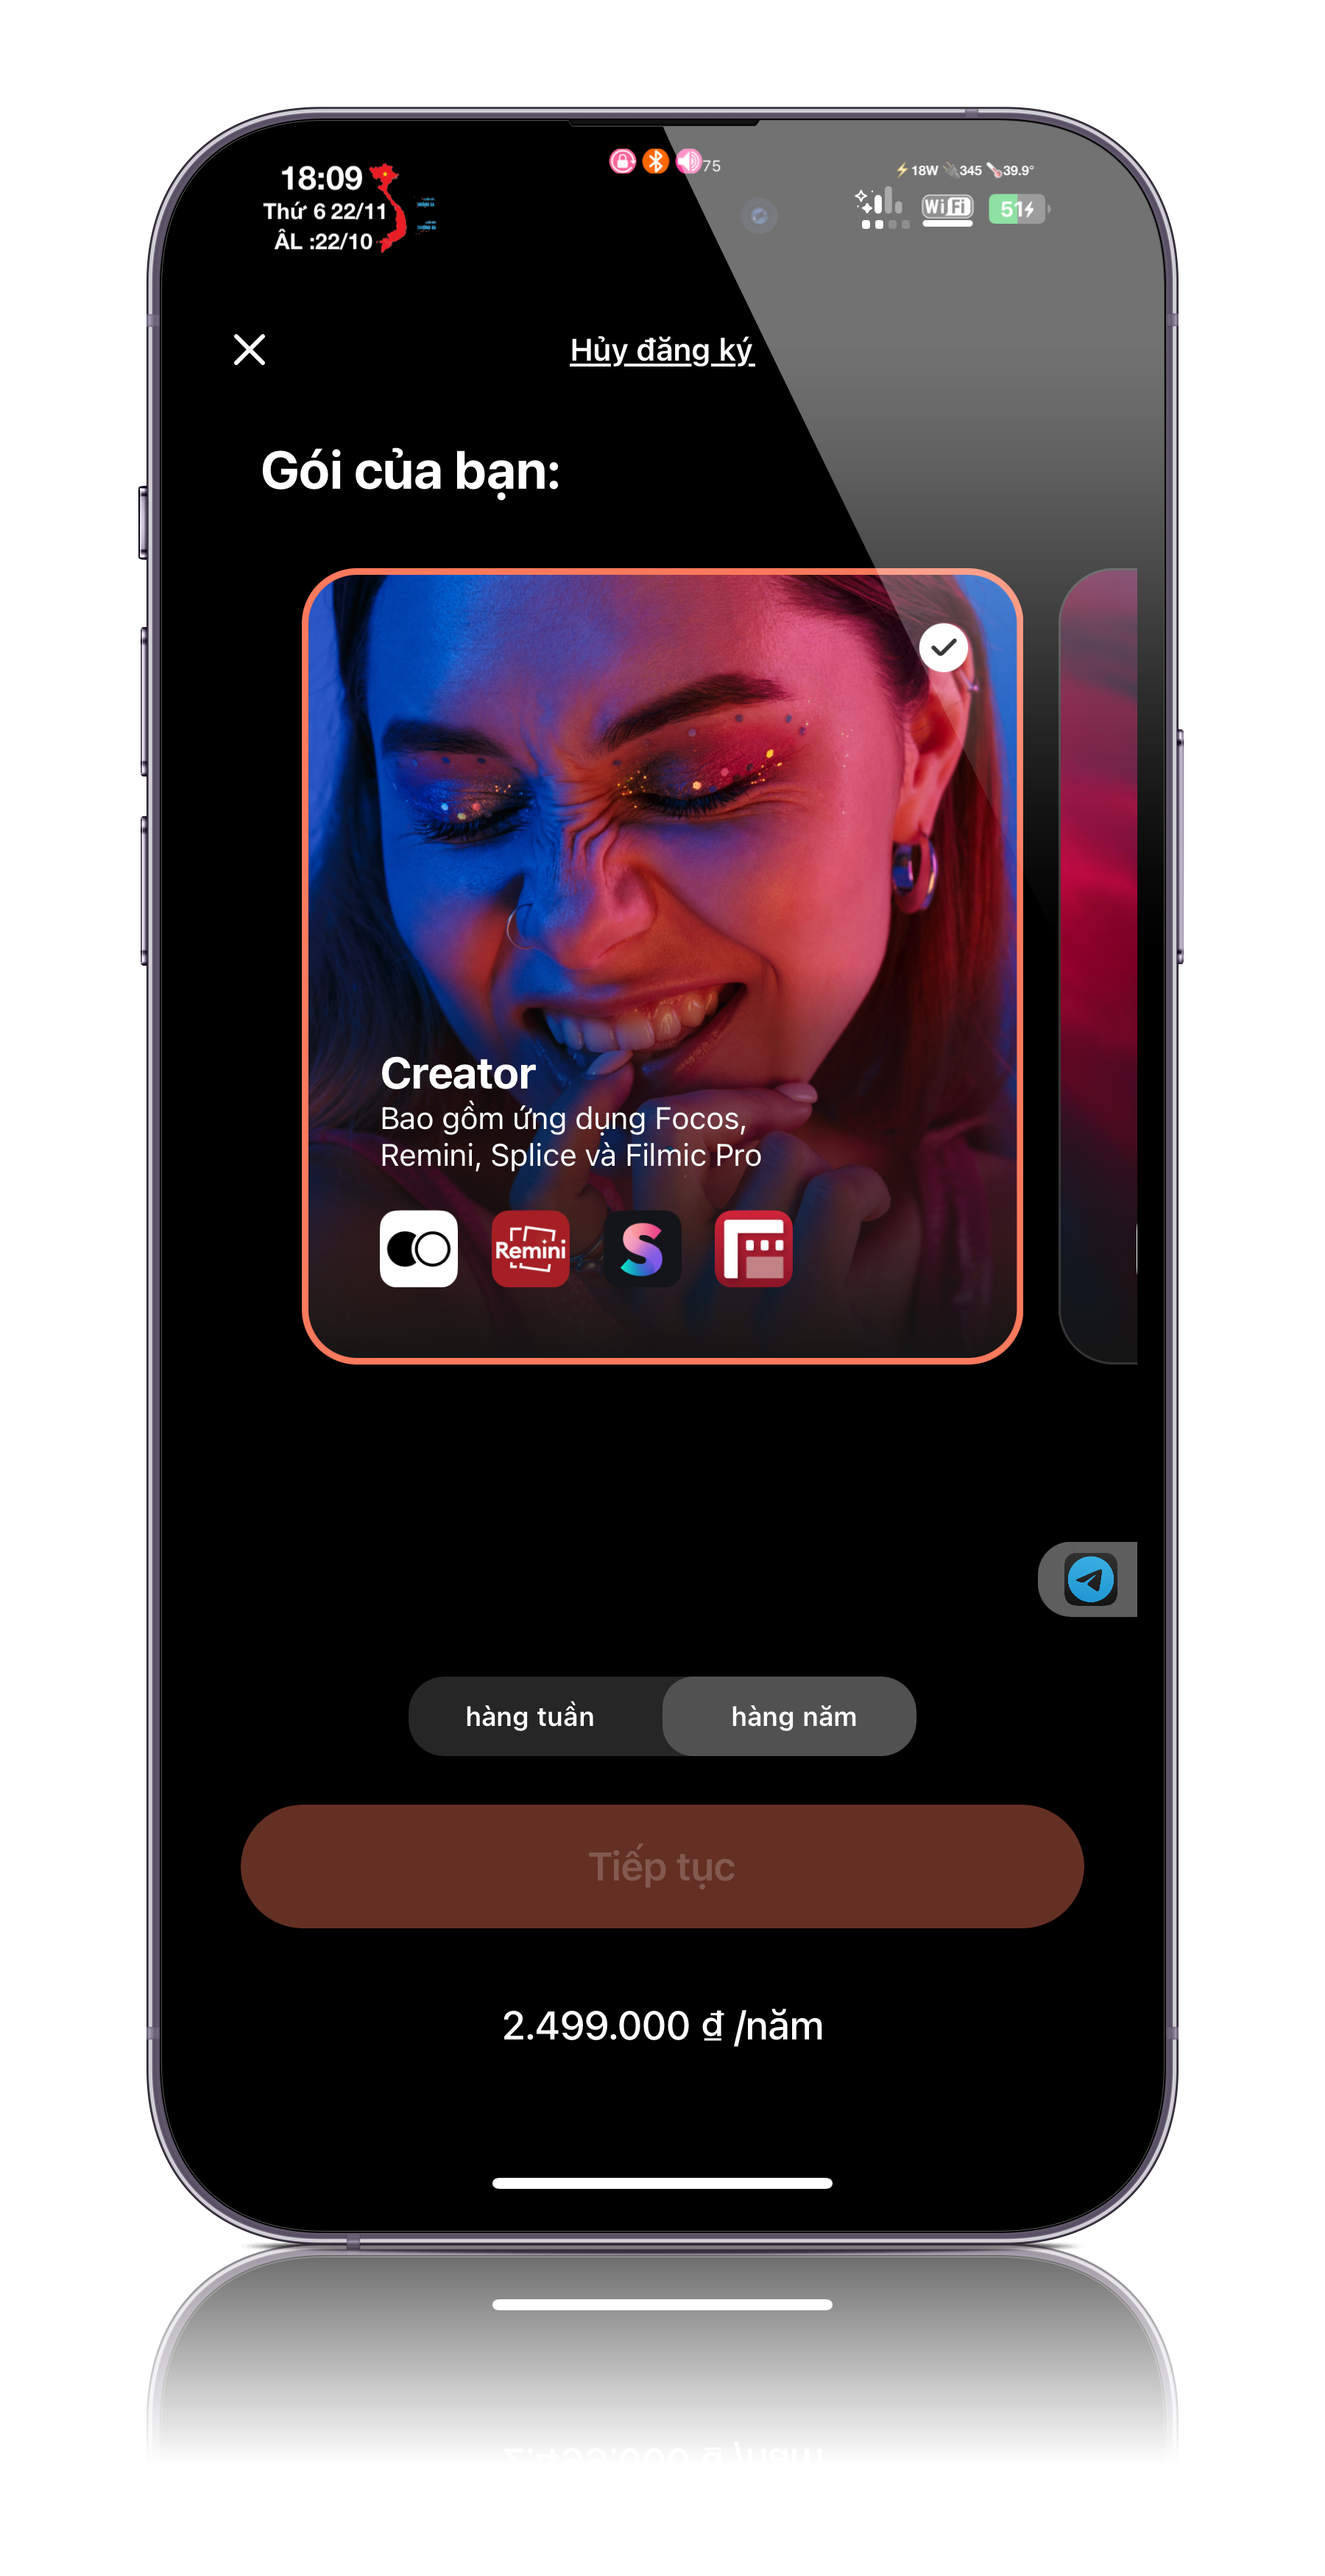 18:09
Thứ 6 22/11
ÂL :22/10
75
⚡18W 🔌345 🌡️39.9°
WiFi
51
Hủy đăng ký
Gói của bạn:
Creator
Bao gồm ứng dụng Focos,
Remini, Splice và Filmic Pro
Remini
hàng tuần
hàng năm
Tiếp tục
2.499.000 ₫ /năm